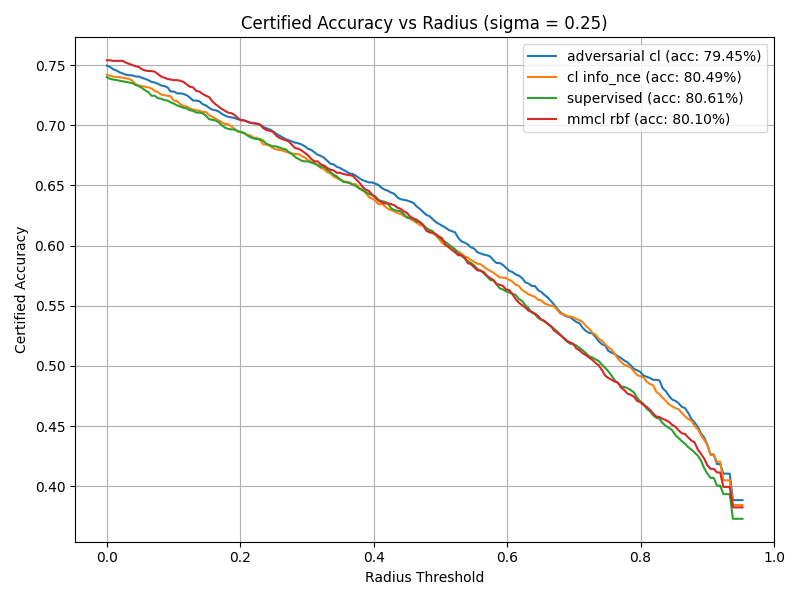 Certified Accuracy vs Radius (sigma = 0.25)
adversarial cl (acc: 79.45%)
cl info_nce (acc: 80.49%)
supervised (acc: 80.61%)
mmcl rbf (acc: 80.10%)
Certified Accuracy
0.75
0.70
0.65
0.60
0.55
0.50
0.45
0.40
0.0 0.2 0.4 0.6 0.8 1.0
Radius Threshold